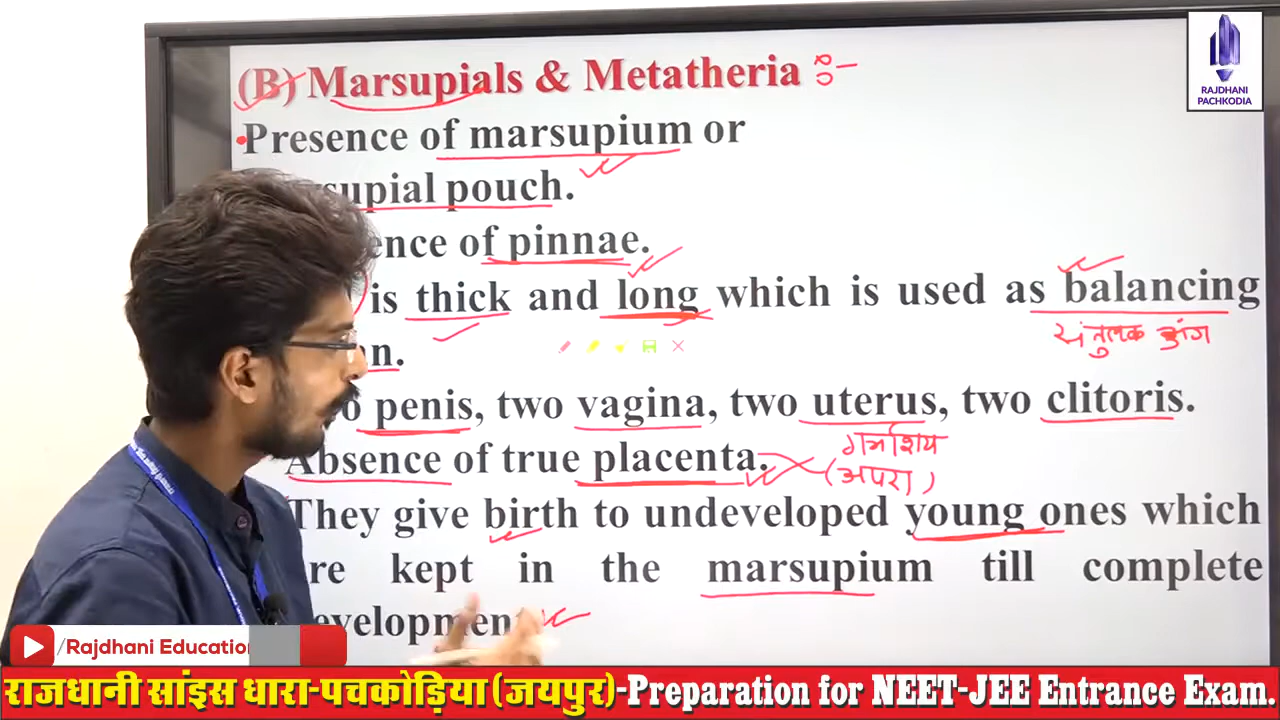 (B) Marsupials & Metatheria :-
RAJDHANI
PACHKODIA
Presence of marsupium or
supial pouch.
ence of pinnae.
is thick and long which is used as balancing
संतुलक अंग
an.
penis, two vagina, two uterus, two clitoris.
गर्भाशय
Absence of true placenta.
(अपरा)
They give birth to undeveloped young ones which
re kept in the marsupium till complete
evelopment
/Rajdhani Education
राजधानी साइंस धारा-पचकोड़िया (जयपुर)-Preparation for NEET-JEE Entrance Exam.